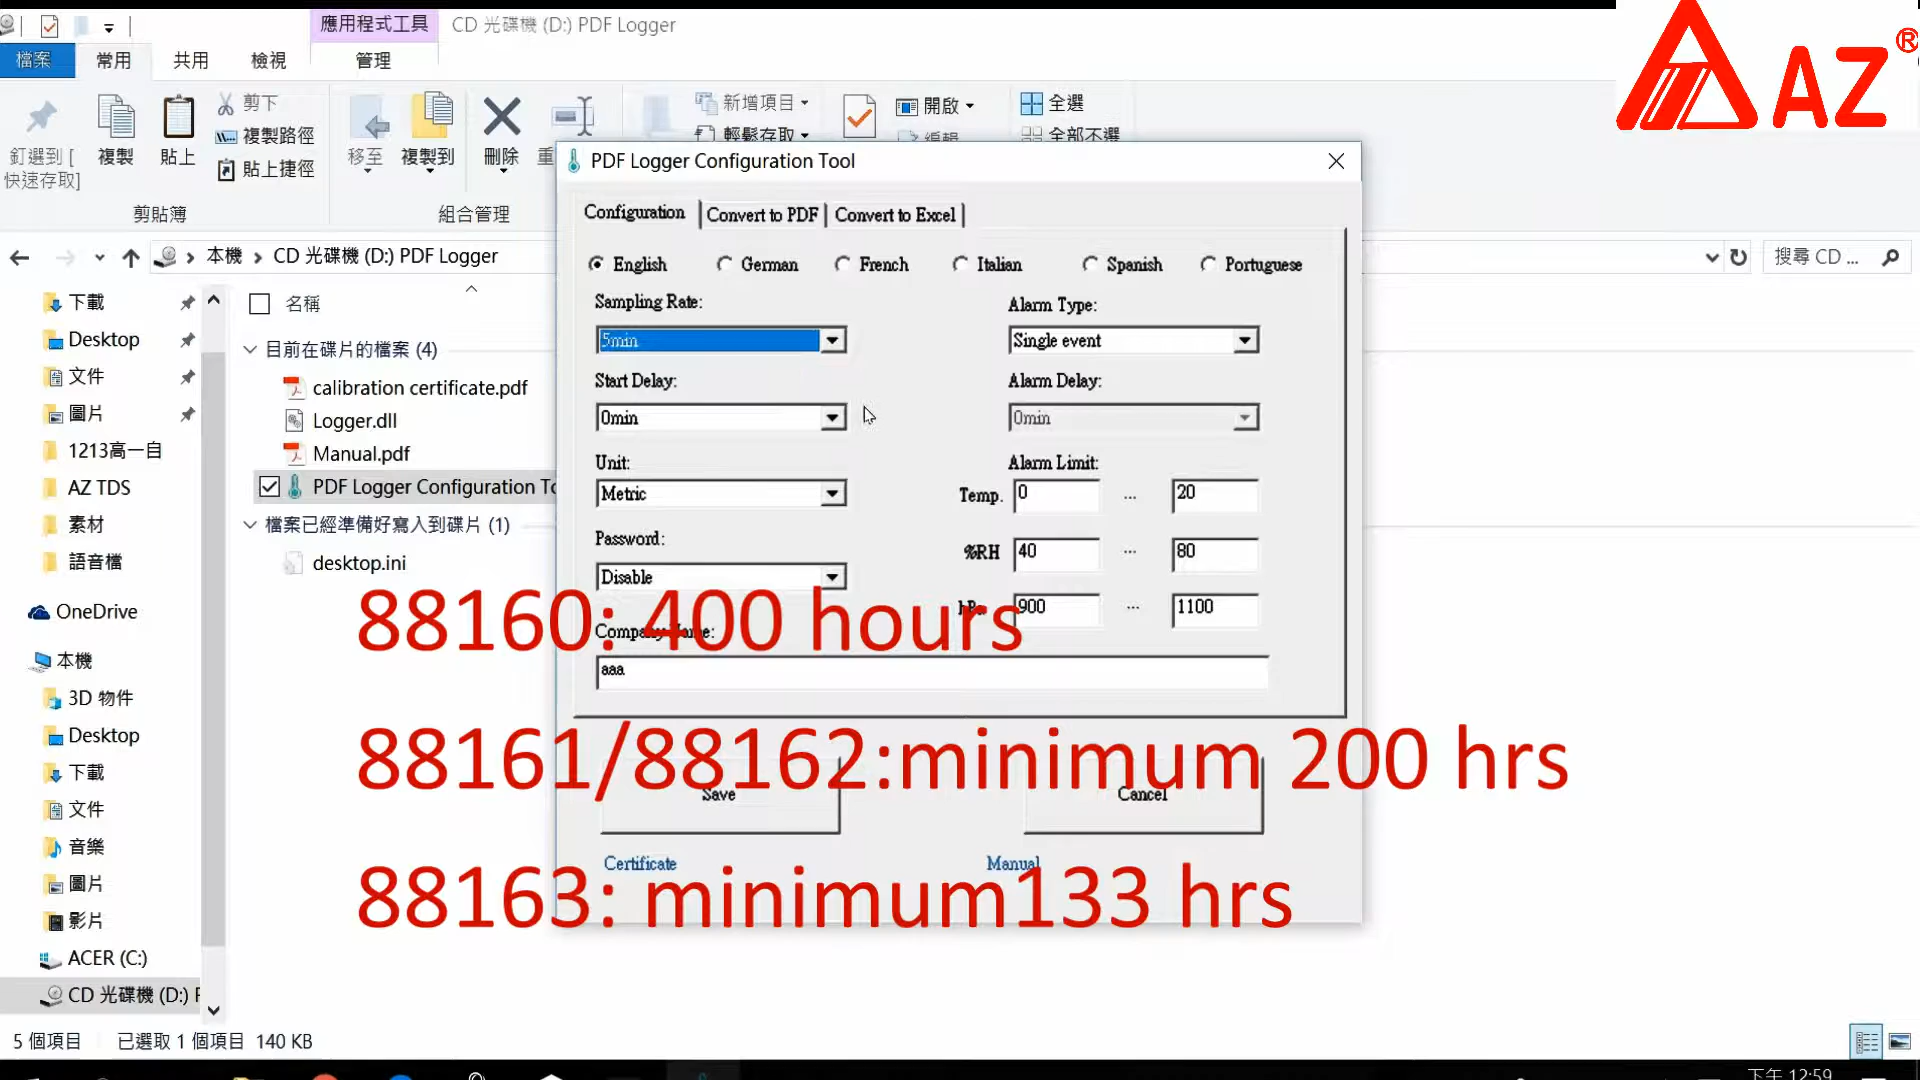 應用程式工具
CD 光碟機 (D:) PDF Logger
檔案
常用
共用
檢視
管理
AZ®
釘選到 [
快速存取]
複製
貼上
剪下
複製路徑
貼上捷徑
剪貼簿
移至
複製到
刪除
重
組合管理
新增項目
輕鬆存取
開啟
編輯
全選
全部不選
本機
CD 光碟機 (D:) PDF Logger
搜尋 CD ...
下載
Desktop
文件
圖片
1213高一自
AZ TDS
素材
語音檔
OneDrive
本機
3D 物件
Desktop
下載
文件
音樂
圖片
影片
ACER (C:)
CD 光碟機 (D:) P
名稱
目前在碟片的檔案 (4)
calibration certificate.pdf
Logger.dll
Manual.pdf
PDF Logger Configuration To
檔案已經準備好寫入到碟片 (1)
desktop.ini
PDF Logger Configuration Tool
Configuration
Convert to PDF
Convert to Excel
English
German
French
Italian
Spanish
Portuguese
Sampling Rate:
5min
Start Delay:
0min
Unit:
Metric
Password:
Disable
Company Name:
aaa
Alarm Type:
Single event
Alarm Delay:
0min
Alarm Limit:
Temp. 0 ... 20
%RH 40 ... 80
hPa 900 ... 1100
Save
Cancel
Certificate
Manual
88160: 400 hours
88161/88162:minimum 200 hrs
88163: minimum133 hrs
5 個項目
已選取 1 個項目 140 KB
下午 12:59